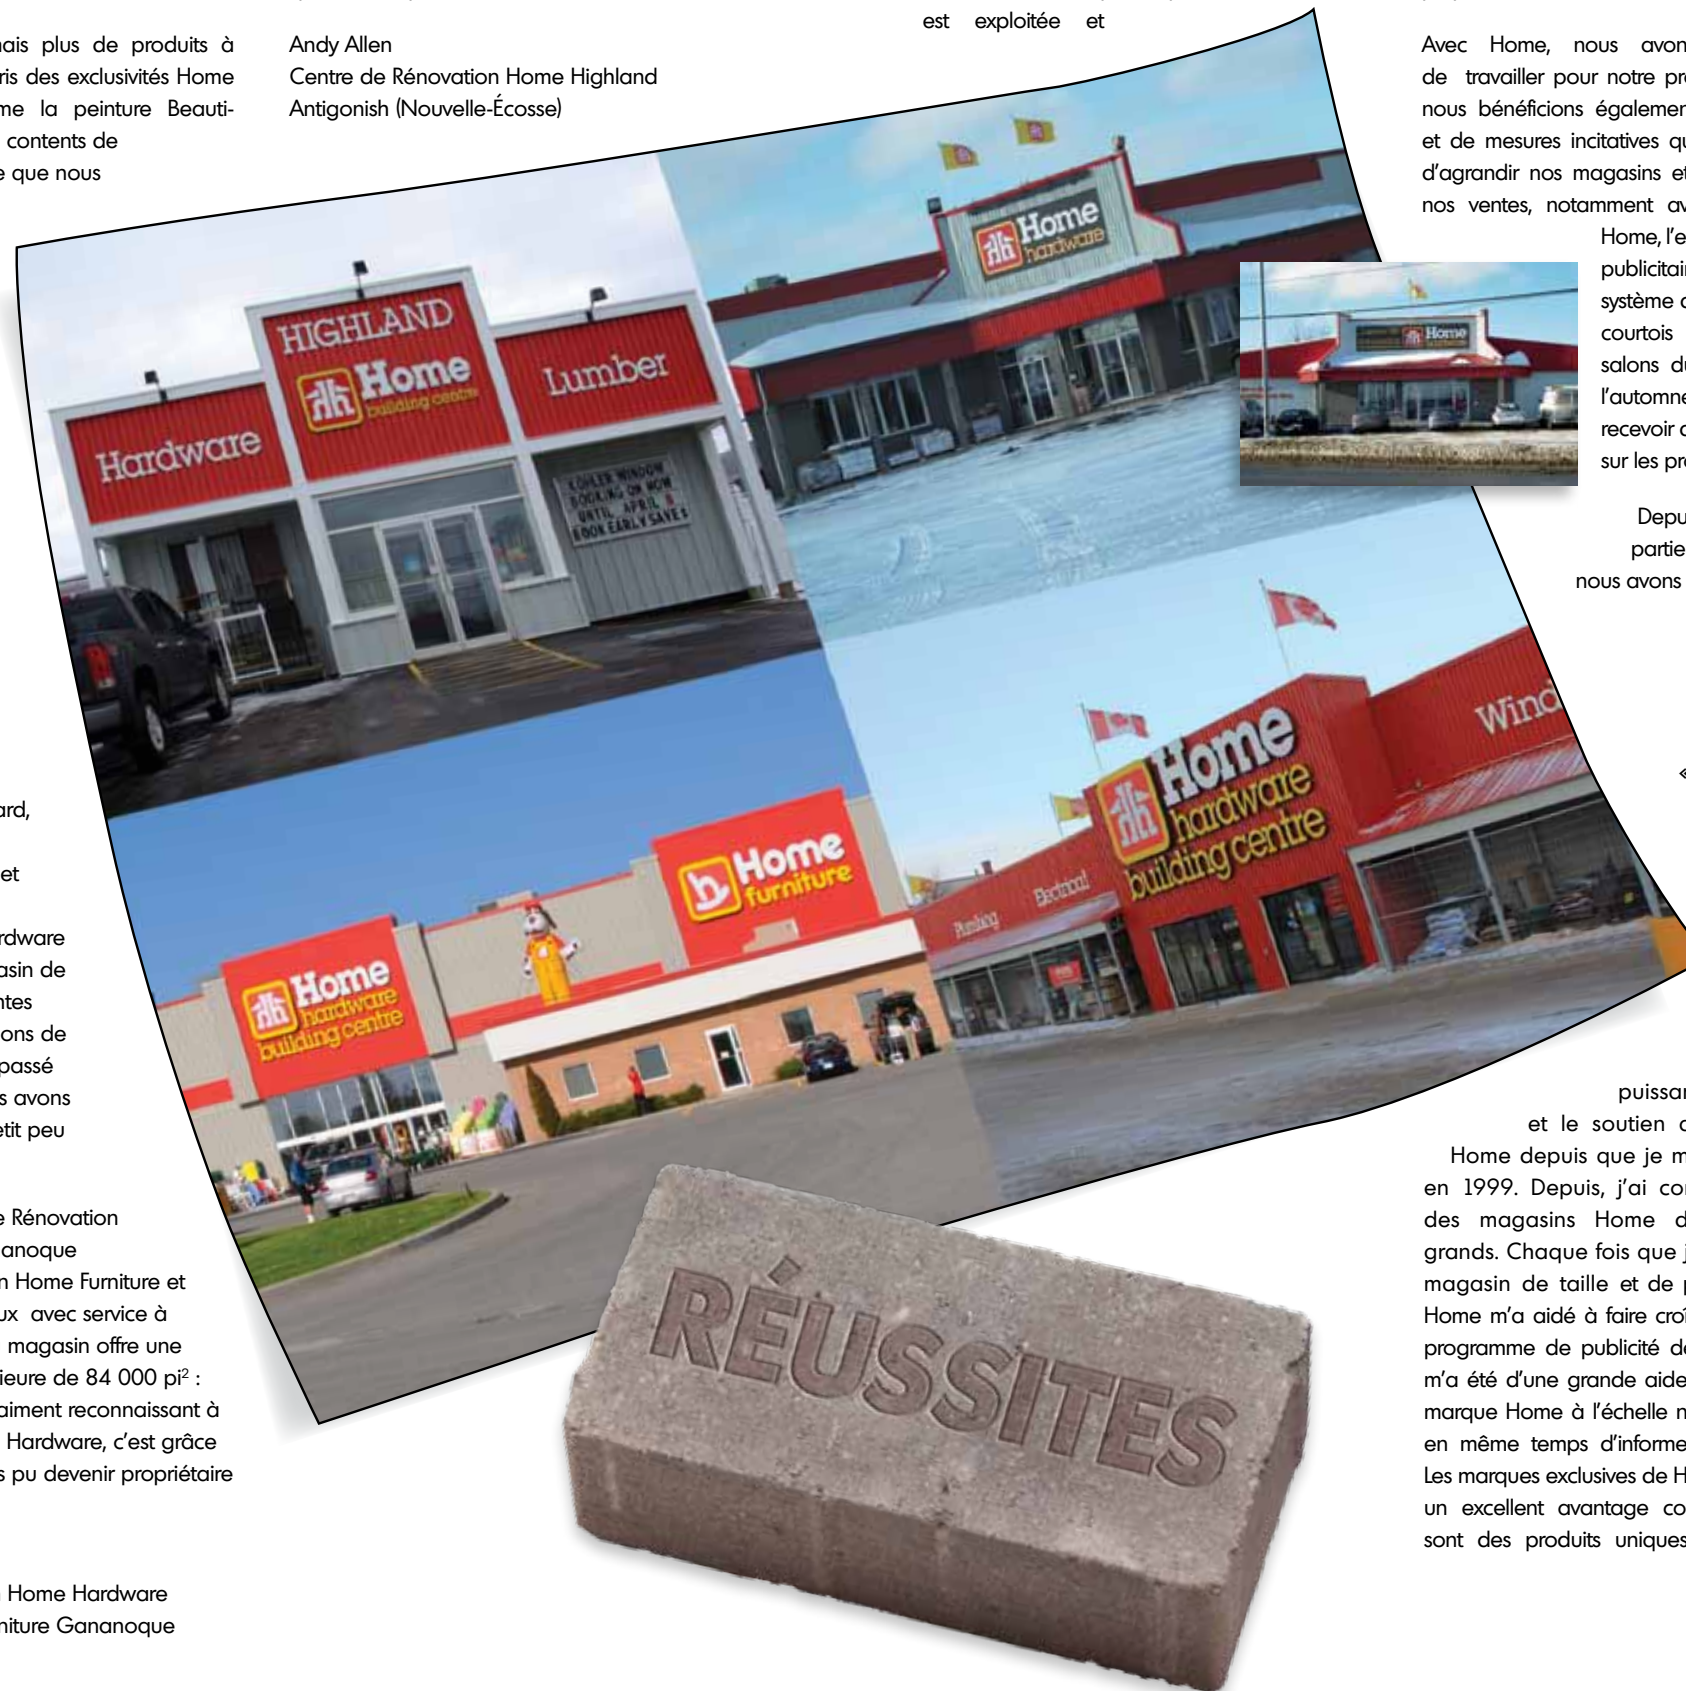 ais plus de produits à
ris des exclusivités Home
me la peinture Beauti-
contents de
e que nous
ard,
et
rdware
asin de
ntes
ons de
passé
s avons
etit peu
e Rénovation
anoque
n Home Furniture et
ux avec service à
magasin offre une
ieure de 84 000 pi² :
aiment reconnaissant à
Hardware, c'est grâce
s pu devenir propriétaire
Home Hardware
niture Gananoque
Andy Allen
Centre de Rénovation Home Highland
Antigonish (Nouvelle-Écosse)
est exploitée et
HIGHLAND
Home
building centre
Hardware
Lumber
KOHLER WINDOW
BOOKING ON NOW
UNTIL APRIL 8
BOOK EARLY SAVE $
Home
hardware
Home
hardware
Home
hardware
building centre
Home
furniture
Home
hardware
building centre
Plumbing
Electrical
Wind
RÉUSSITES
Avec Home, nous avon
de travailler pour notre pr
nous bénéficions égalemen
et de mesures incitatives qu
d'agrandir nos magasins et
nos ventes, notamment av
Home, l'e
publicitair
système d
courtois
salons du
l'automne
recevoir d
sur les pr
Depu
partie
nous avons
«
puissan
et le soutien d
Home depuis que je m
en 1999. Depuis, j'ai con
des magasins Home d
grands. Chaque fois que j
magasin de taille et de p
Home m'a aidé à faire croî
programme de publicité de
m'a été d'une grande aide
marque Home à l'échelle n
en même temps d'informe
Les marques exclusives de H
un excellent avantage co
sont des produits uniques